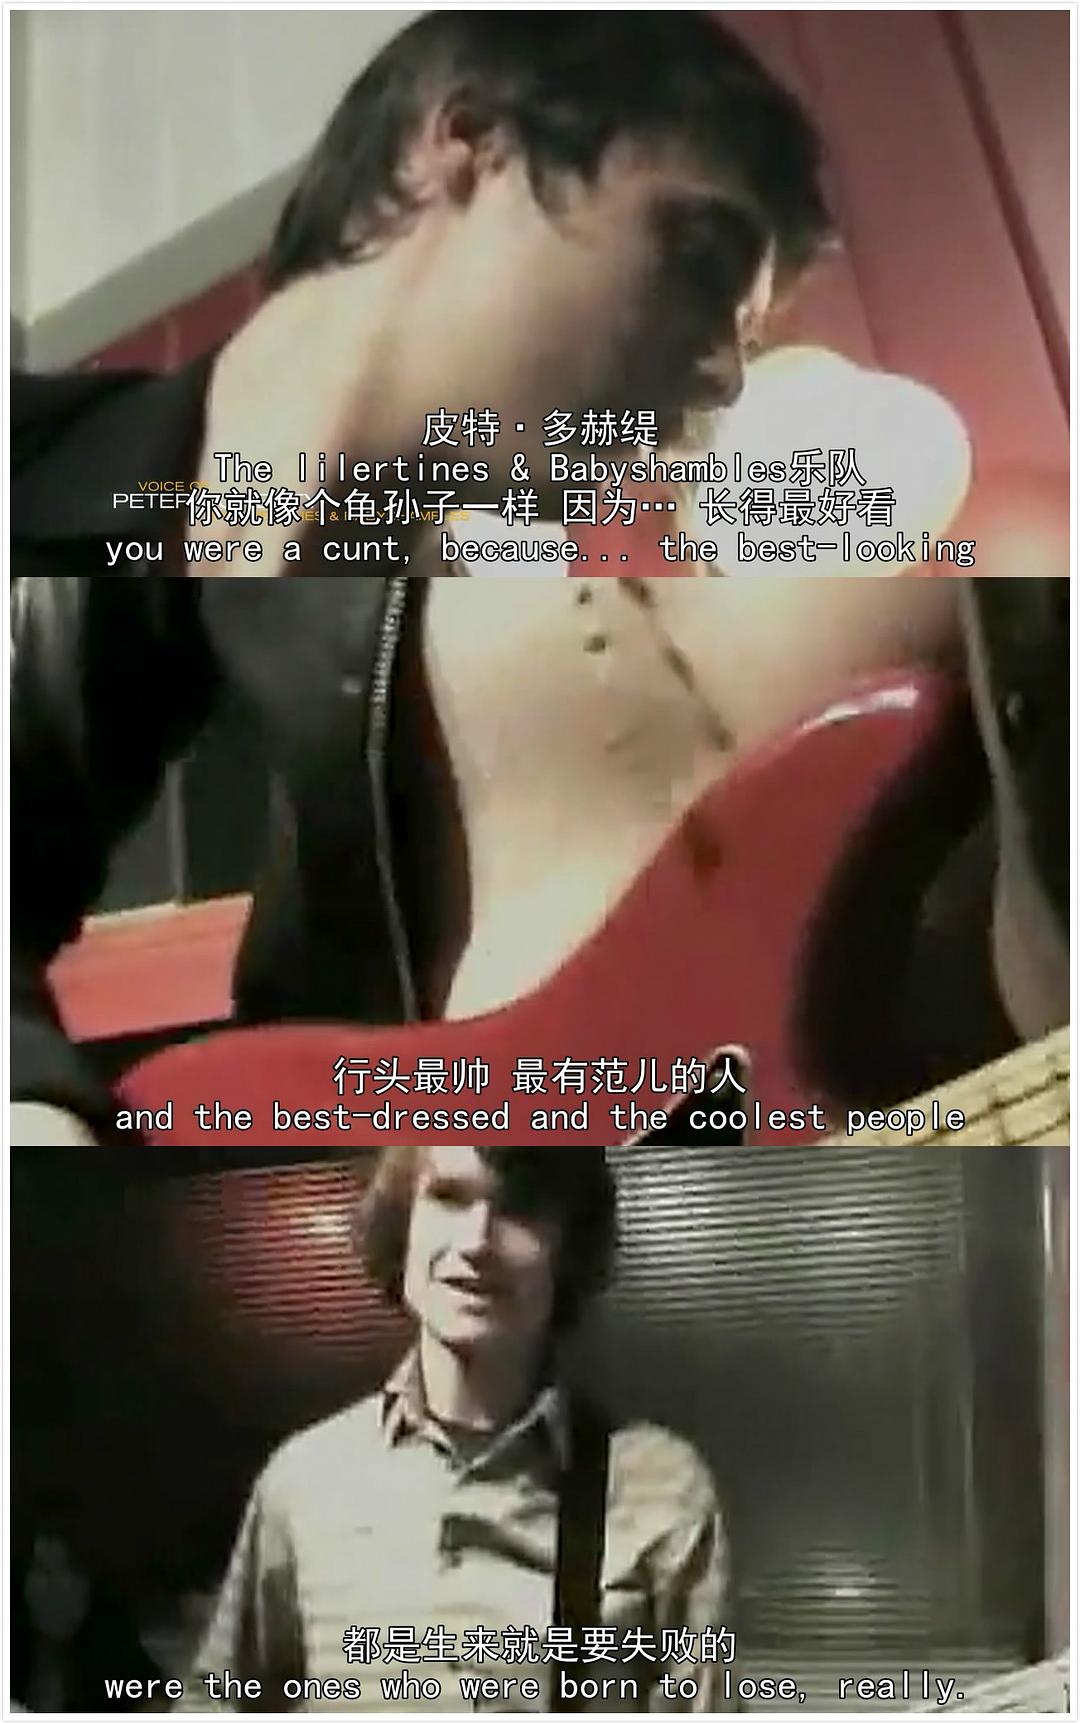 皮特·多赫缇
The lilertines & Babyshambles乐队
VOICE OF
PETER
你就像个龟孙子一样 因为… 长得最好看
you were a cunt, because... the best-looking
行头最帅 最有范儿的人
and the best-dressed and the coolest people
都是生来就是要失败的
were the ones who were born to lose, really.